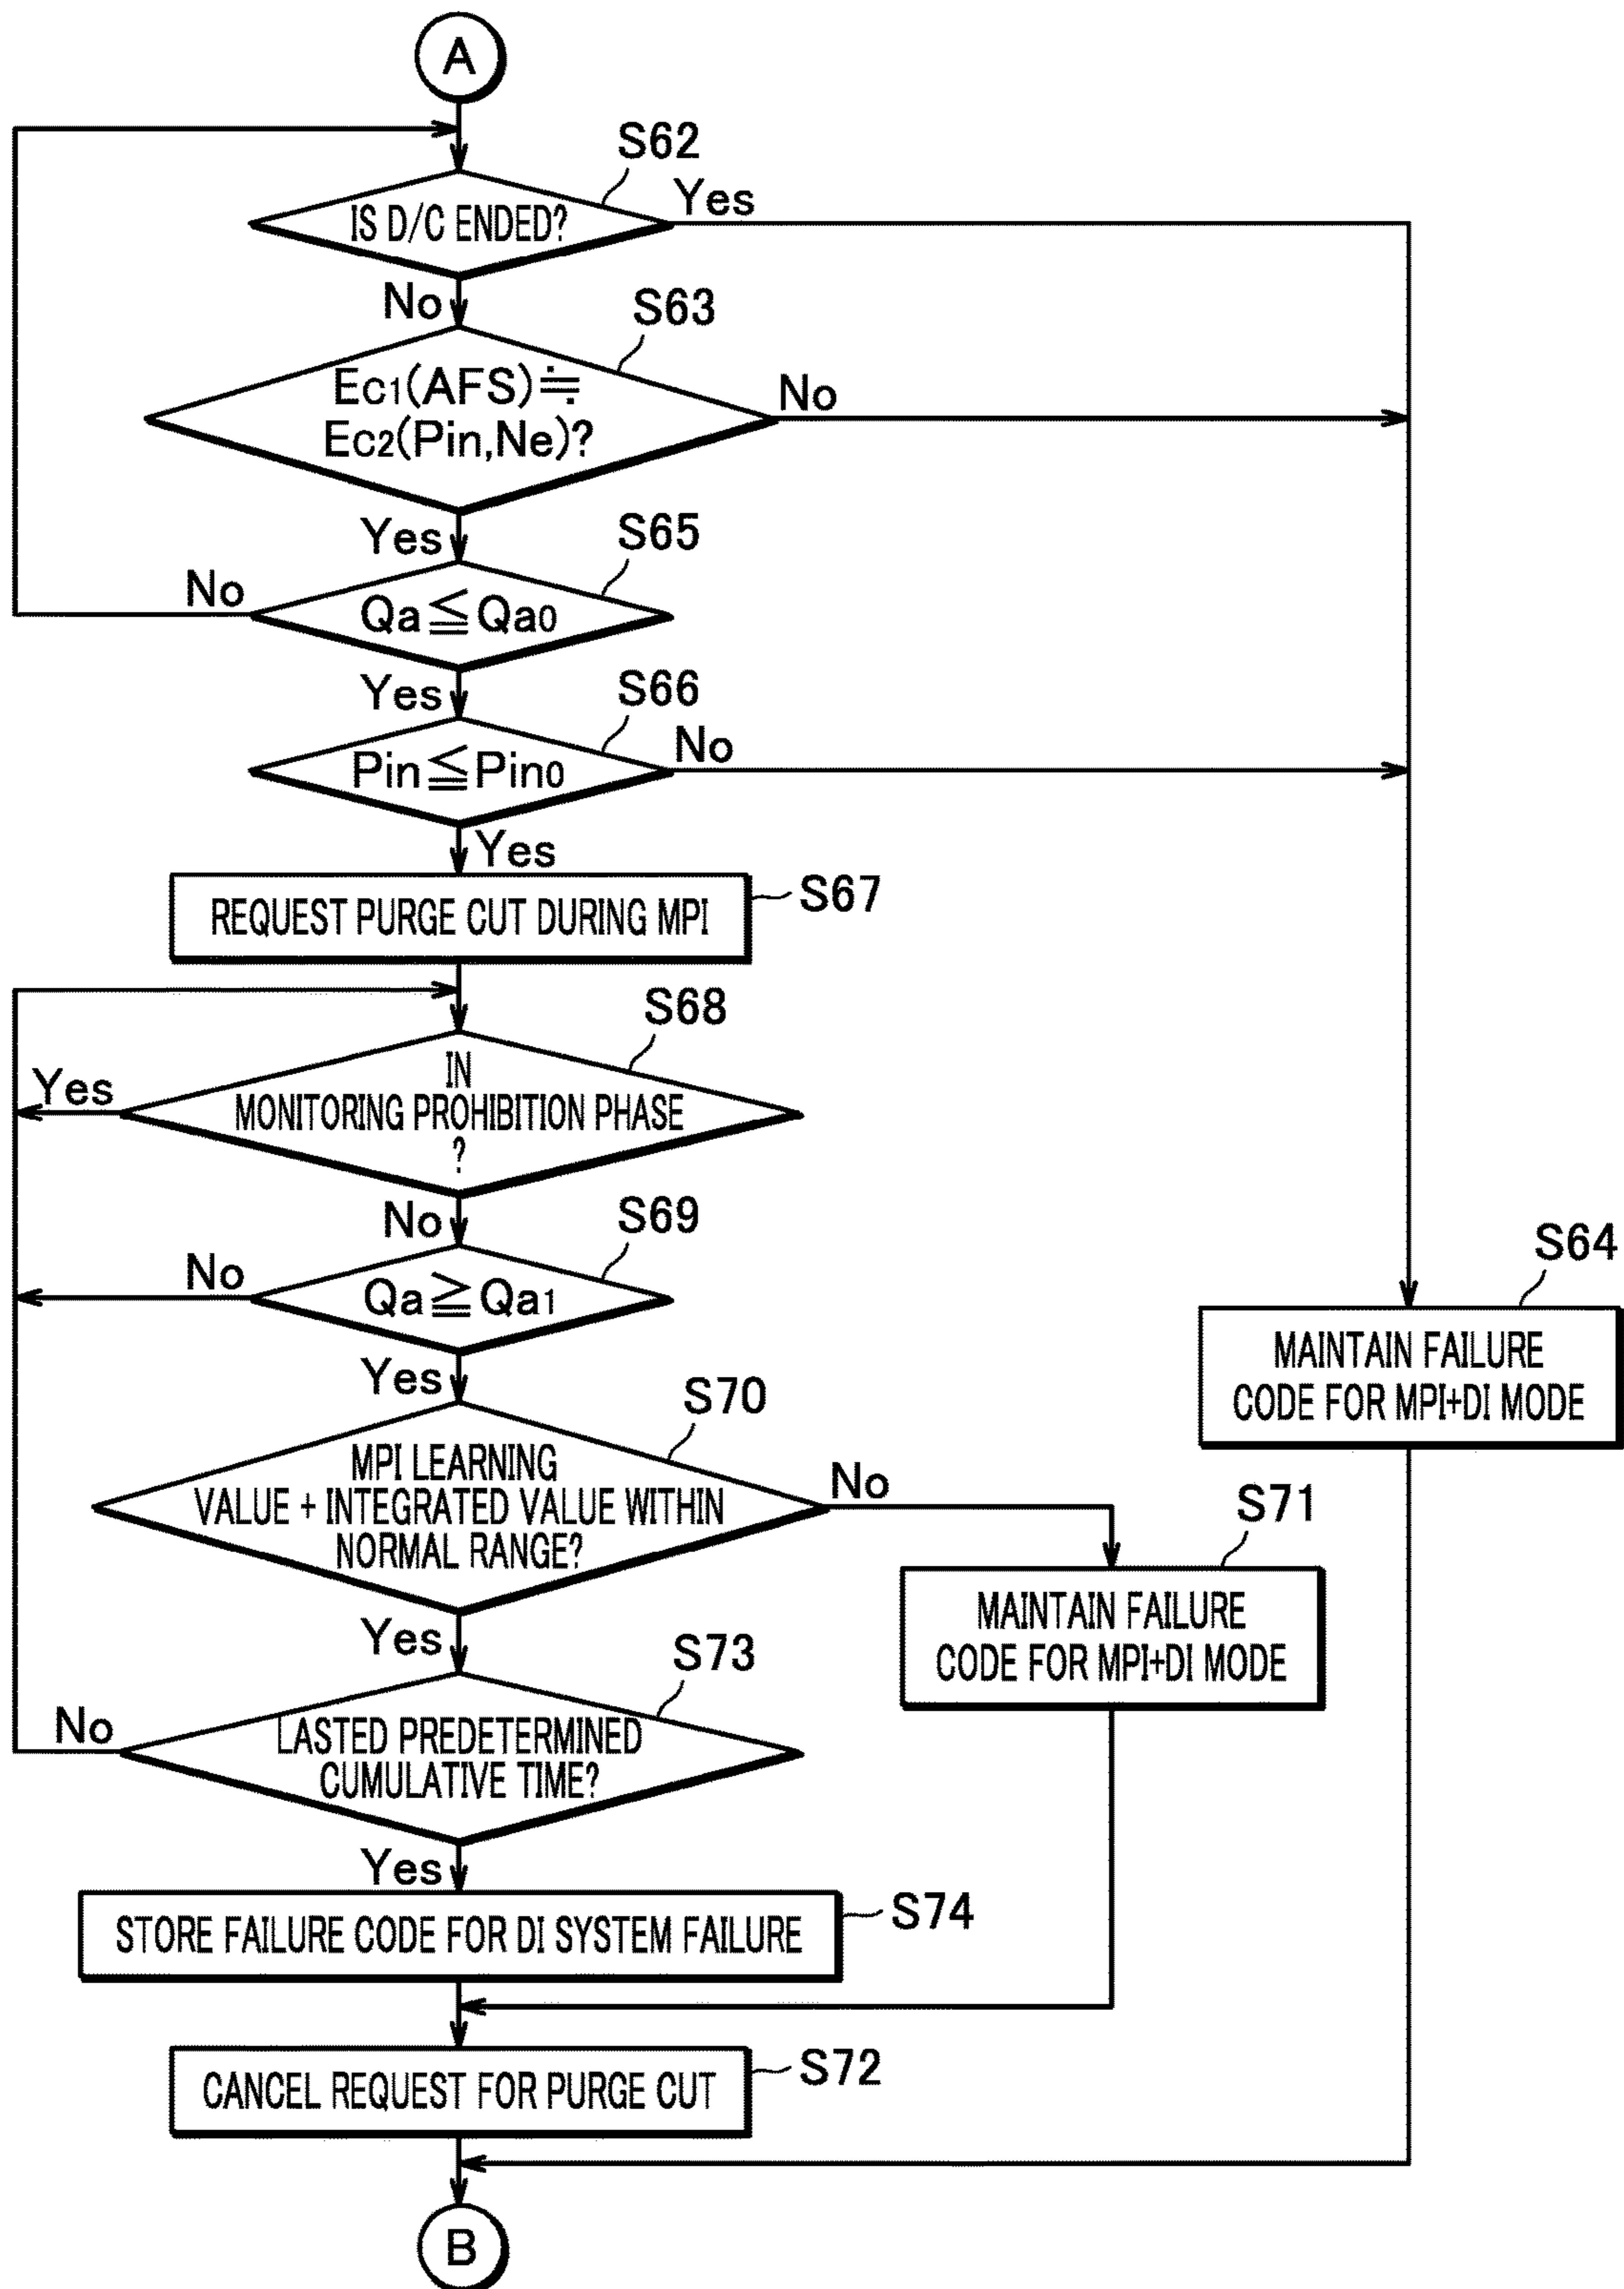 A
S62
IS D/C ENDED?
Yes
No
S63
EC1(AFS)≒
EC2(Pin,Ne)?
No
Yes
S65
No
Qa≦Qa0
Yes
S66
Pin≦Pin0
No
Yes
REQUEST PURGE CUT DURING MPI
S67
S68
Yes
IN
MONITORING PROHIBITION PHASE
?
No
S69
No
Qa≧Qa1
S64
MAINTAIN FAILURE
CODE FOR MPI+DI MODE
Yes
S70
MPI LEARNING
VALUE + INTEGRATED VALUE WITHIN
NORMAL RANGE?
No
S71
MAINTAIN FAILURE
CODE FOR MPI+DI MODE
Yes
S73
No
LASTED PREDETERMINED
CUMULATIVE TIME?
Yes
STORE FAILURE CODE FOR DI SYSTEM FAILURE
S74
CANCEL REQUEST FOR PURGE CUT
S72
B